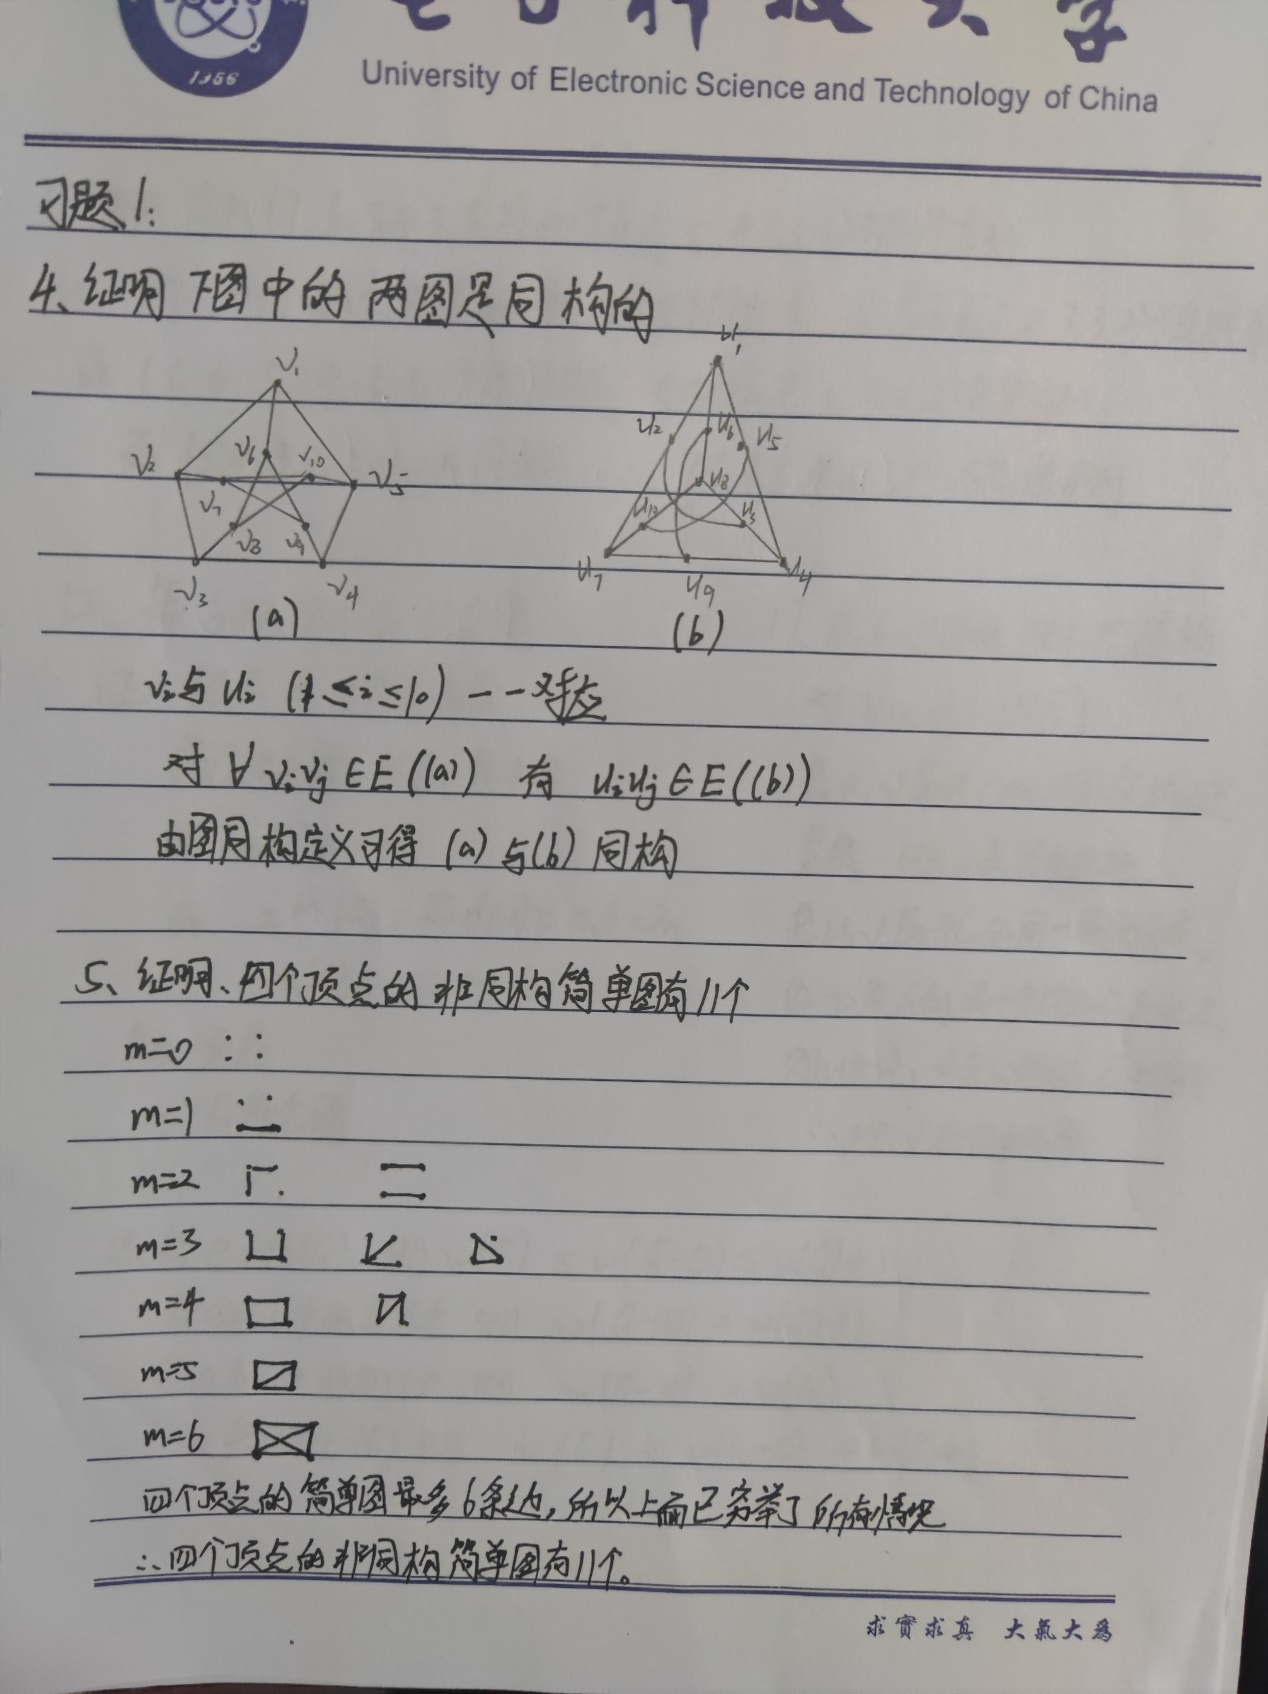 1956
University of Electronic Science and Technology of China
习题1:
4、证明下图中的两图是同构的
v1
v2
v6
v10
v5
v7
v8
v9
v3
v4
(a)
u1
u2
u6
u5
u8
u10
u3
u7
u9
u4
(b)
vi与ui (1≤i≤10) 一一对应
对∀vivj∈E((a)) 有 uiuj∈E((b))
由图同构定义可得 (a)与(b)同构
5、证明、四个顶点的非同构简单图有11个
m=0
m=1
m=2
m=3
m=4
m=5
m=6
四个顶点的简单图最多6条边,所以上面已穷举了所有情况
∴四个顶点的非同构简单图有11个。
求實求真 大氣大為